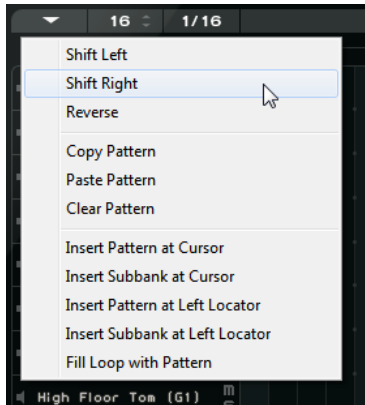 16 1/16
Shift Left
Shift Right
Reverse
Copy Pattern
Paste Pattern
Clear Pattern
Insert Pattern at Cursor
Insert Subbank at Cursor
Insert Pattern at Left Locator
Insert Subbank at Left Locator
Fill Loop with Pattern
High Floor Tom (G1) m